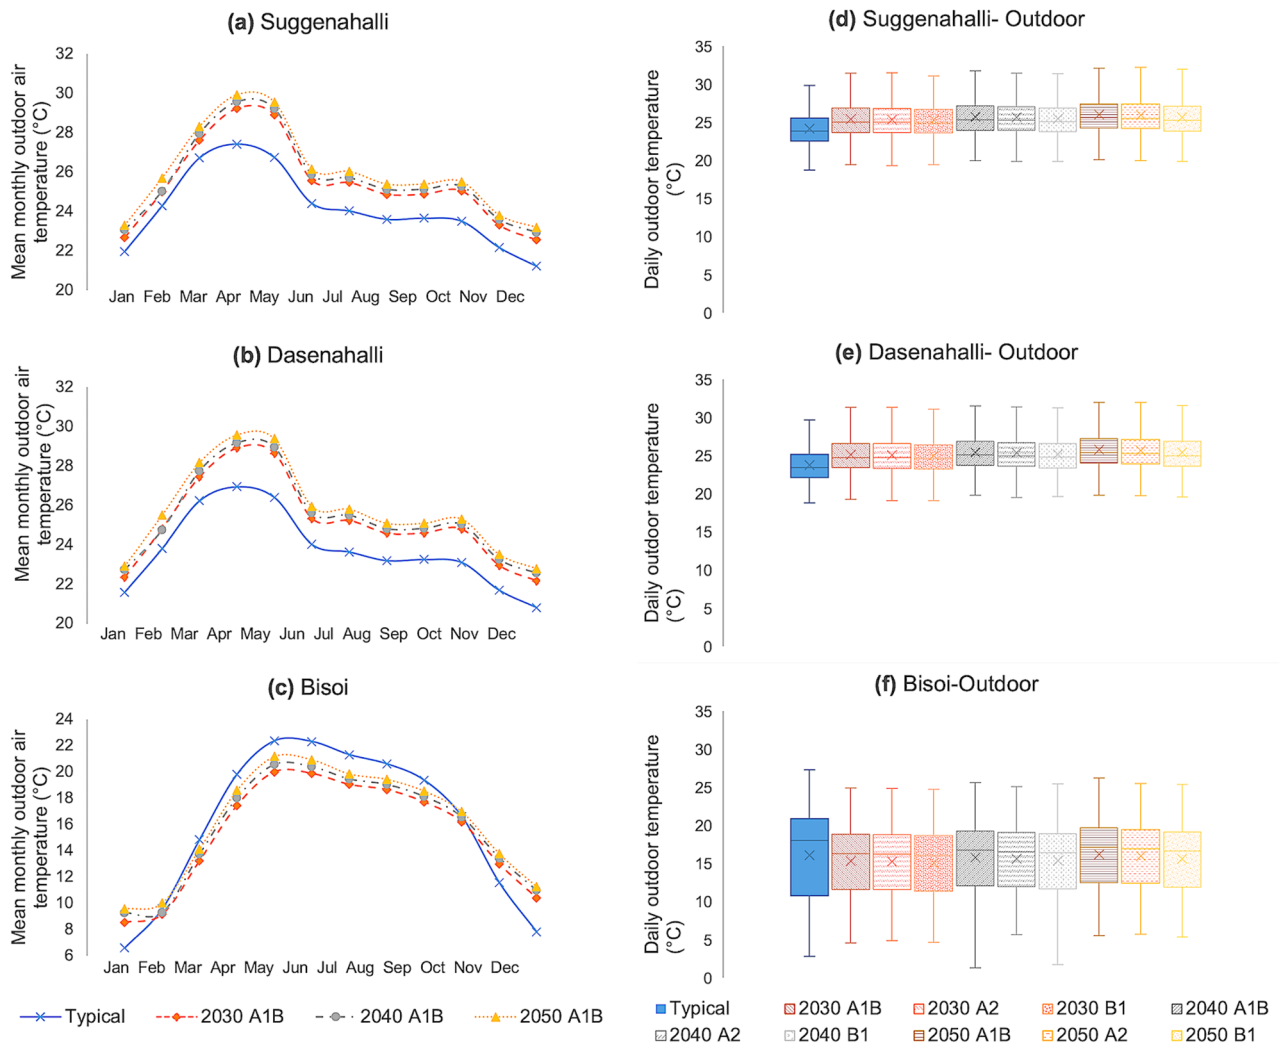 (a) Suggenahalli
Mean monthly outdoor air
temperature (°C)
32
30
28
26
24
22
20
Jan Feb Mar Apr May Jun Jul Aug Sep Oct Nov Dec
(d) Suggenahalli- Outdoor
Daily outdoor temperature
(°C)
35
30
25
20
15
10
5
0
(b) Dasenahalli
Mean monthly outdoor air
temperature (°C)
32
30
28
26
24
22
20
Jan Feb Mar Apr May Jun Jul Aug Sep Oct Nov Dec
(e) Dasenahalli- Outdoor
Daily outdoor temperature
(°C)
35
30
25
20
15
10
5
0
(c) Bisoi
Mean monthly outdoor air
temperature (°C)
24
22
20
18
16
14
12
10
8
6
Jan Feb Mar Apr May Jun Jul Aug Sep Oct Nov Dec
Typical 2030 A1B 2040 A1B 2050 A1B
(f) Bisoi-Outdoor
Daily outdoor temperature
(°C)
35
30
25
20
15
10
5
0
Typical 2030 A1B 2030 A2 2030 B1 2040 A1B
2040 A2 2040 B1 2050 A1B 2050 A2 2050 B1